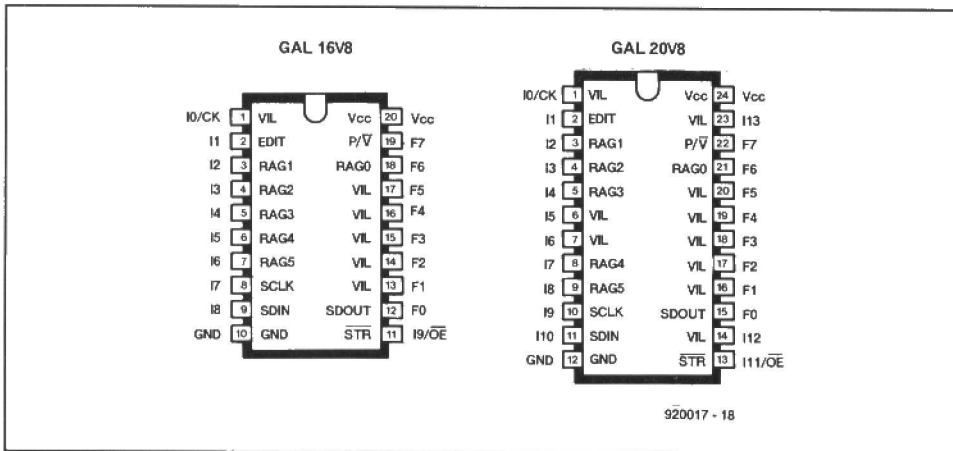 GAL 16V8
I0/CK 1 VIL Vcc 20 Vcc
I1 2 EDIT P/V̅ 19 F7
I2 3 RAG1 RAG0 18 F6
I3 4 RAG2 VIL 17 F5
I4 5 RAG3 VIL 16 F4
I5 6 RAG4 VIL 15 F3
I6 7 RAG5 VIL 14 F2
I7 8 SCLK VIL 13 F1
I8 9 SDIN SDOUT 12 F0
GND 10 GND S̅T̅R̅ 11 I9/O̅E̅
GAL 20V8
I0/CK 1 VIL Vcc 24 Vcc
I1 2 EDIT VIL 23 I13
I2 3 RAG1 P/V̅ 22 F7
I3 4 RAG2 RAG0 21 F6
I4 5 RAG3 VIL 20 F5
I5 6 VIL VIL 19 F4
I6 7 VIL VIL 18 F3
I7 8 RAG4 VIL 17 F2
I8 9 RAG5 VIL 16 F1
I9 10 SCLK SDOUT 15 F0
I10 11 SDIN VIL 14 I12
GND 12 GND S̅T̅R̅ 13 I11/O̅E̅
920017 - 18